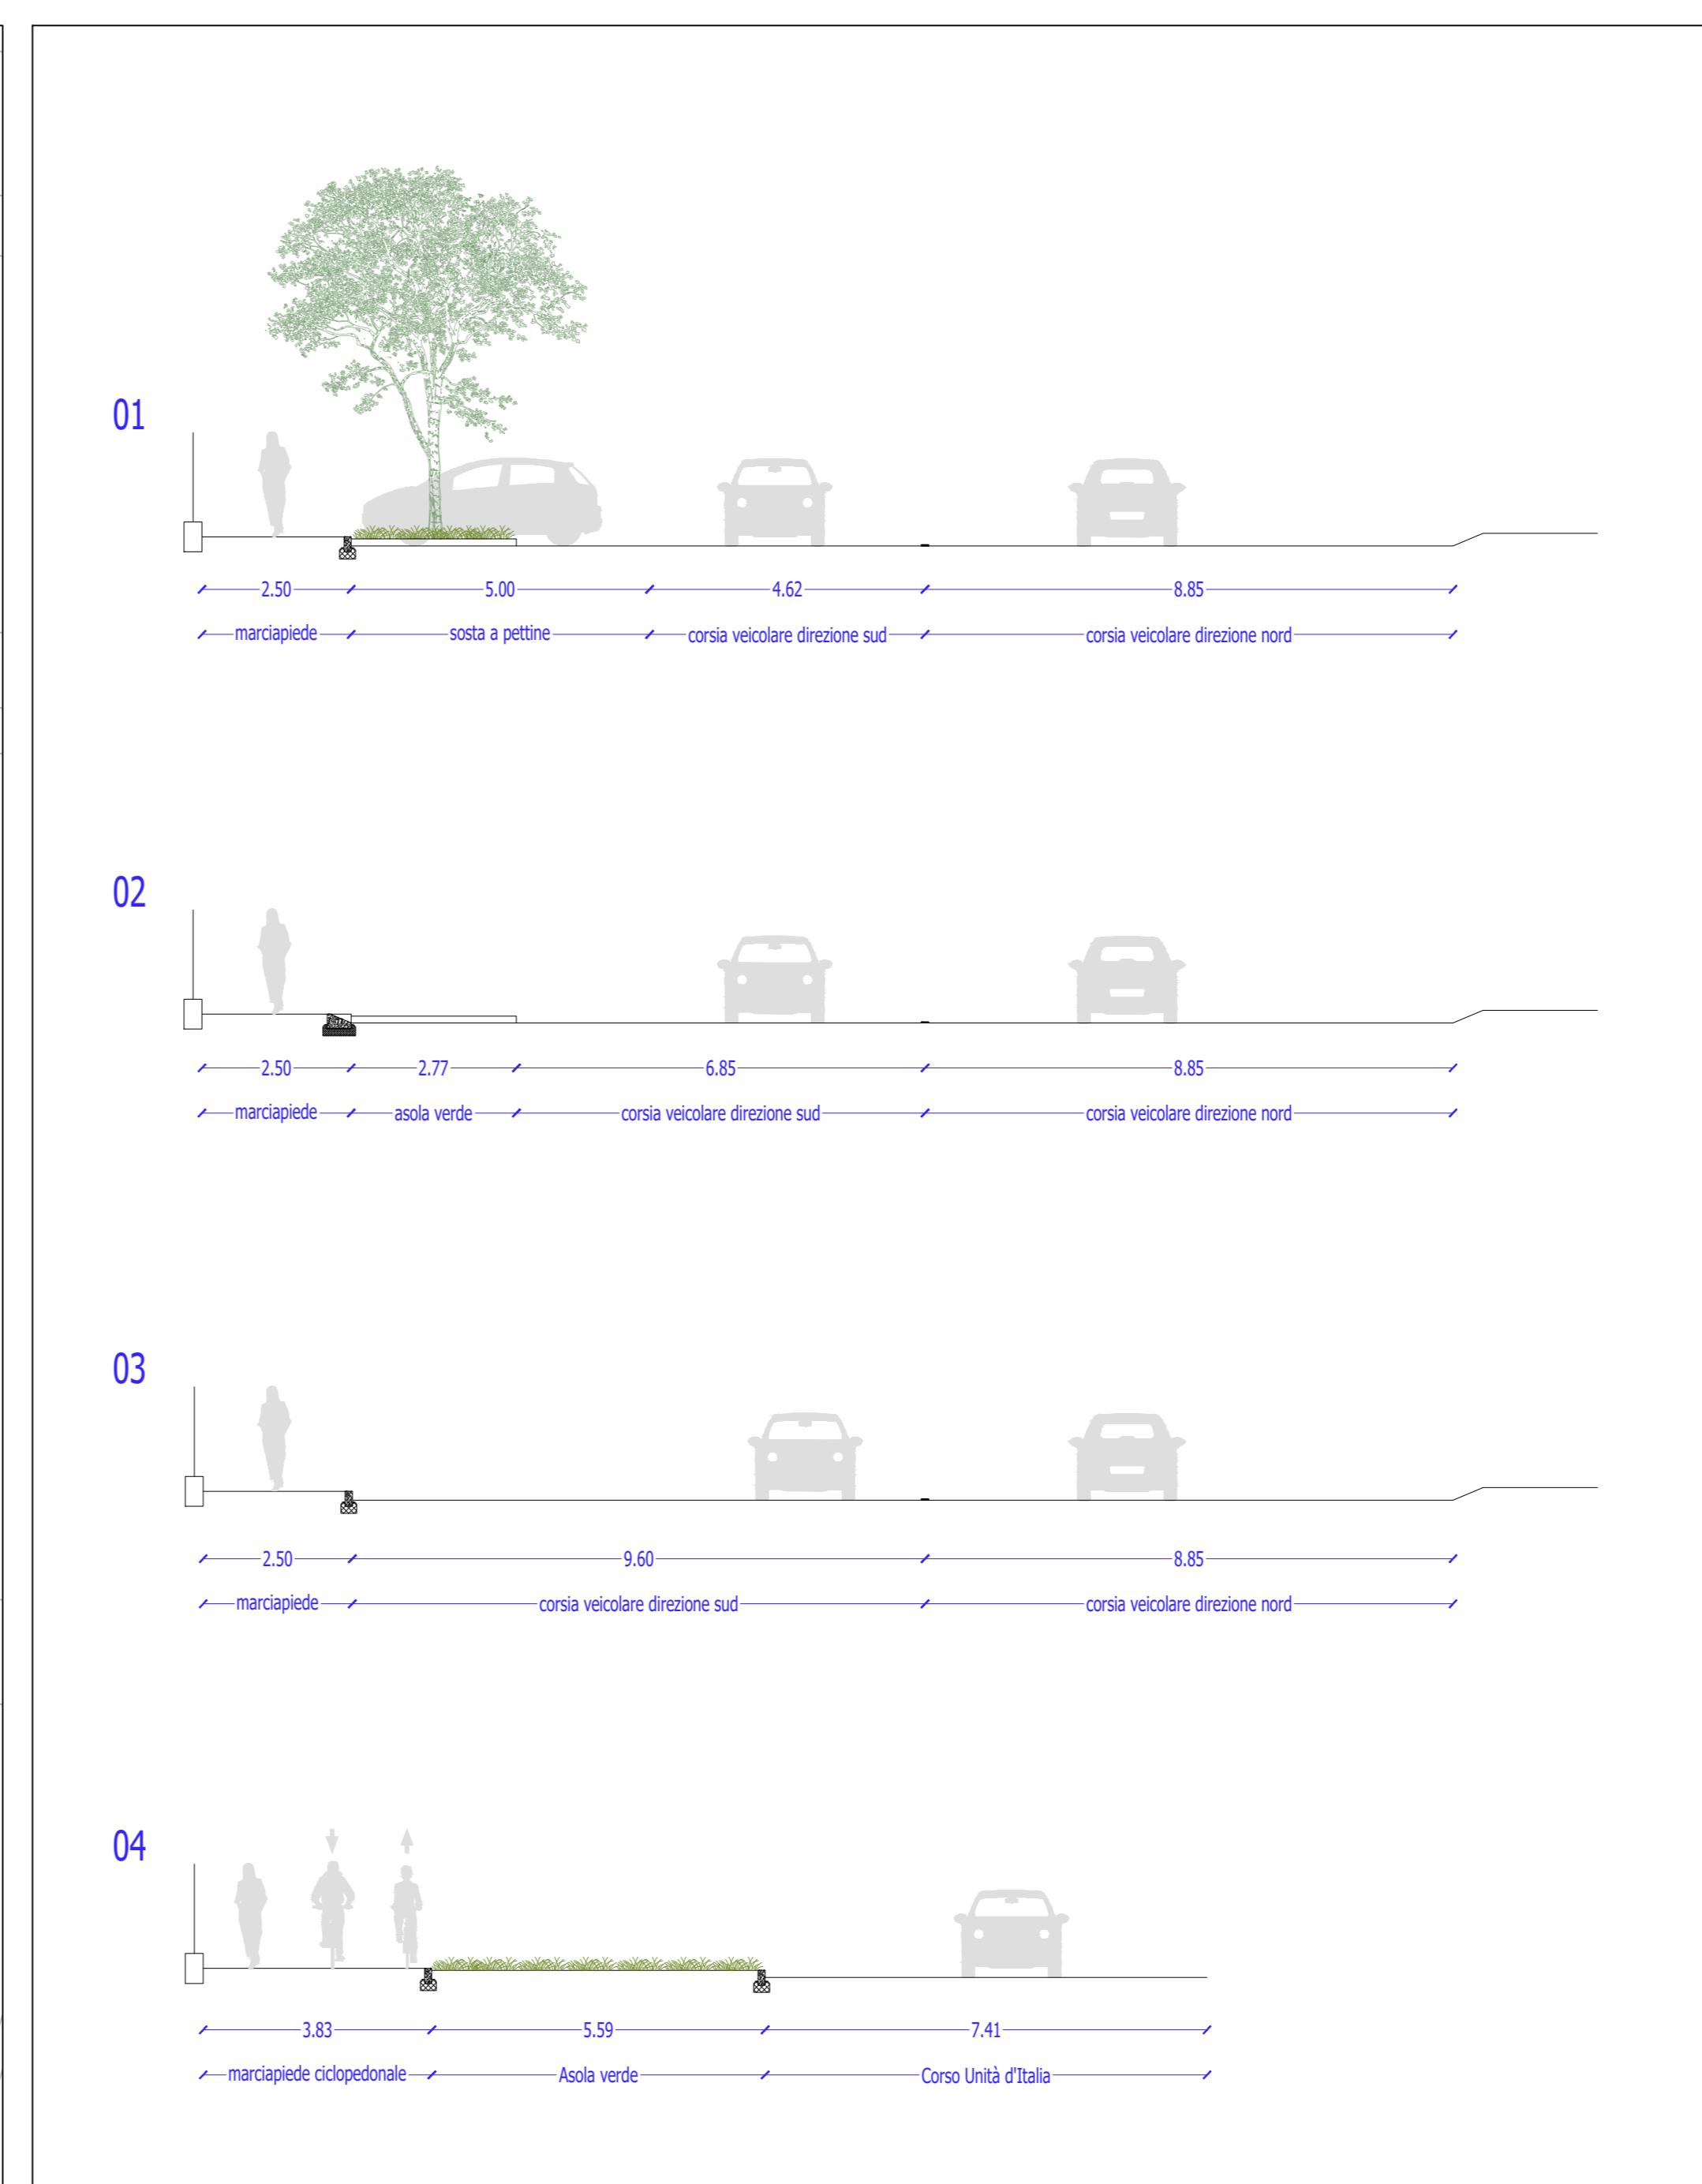 01
2.50 5.00 4.62 8.85
marciapiede sosta a pettine corsia veicolare direzione sud corsia veicolare direzione nord
02
2.50 2.77 6.85 8.85
marciapiede asola verde corsia veicolare direzione sud corsia veicolare direzione nord
03
2.50 9.60 8.85
marciapiede corsia veicolare direzione sud corsia veicolare direzione nord
04
3.83 5.59 7.41
marciapiede ciclopedonale Asola verde Corso Unità d'Italia